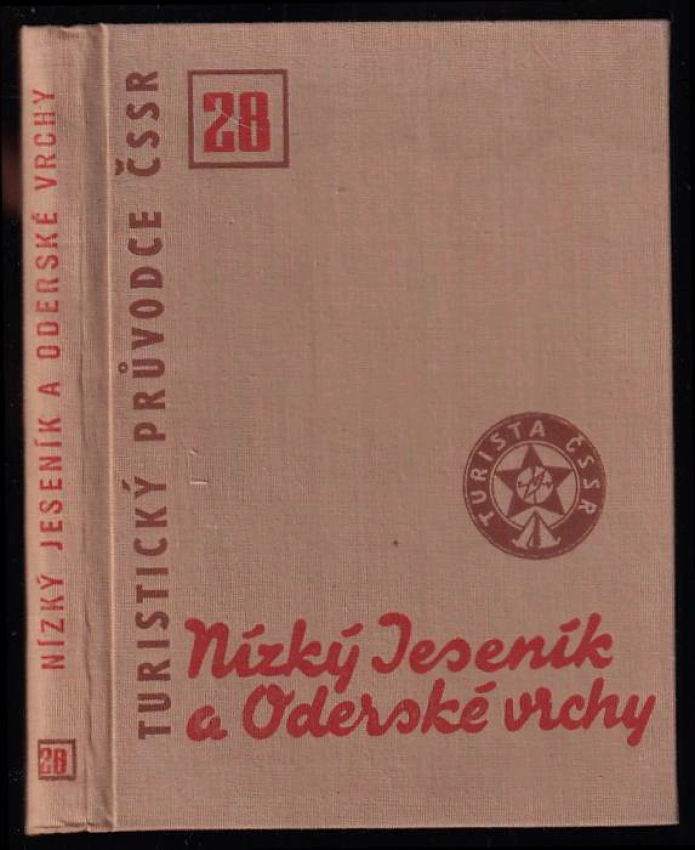 NÍZKÝ JESENÍK A ODERSKÉ VRCHY
28
TURISTICKÝ PRŮVODCE ČSSR
28
TURISTA ČSSR
Nízký Jeseník
a Oderské vrchy